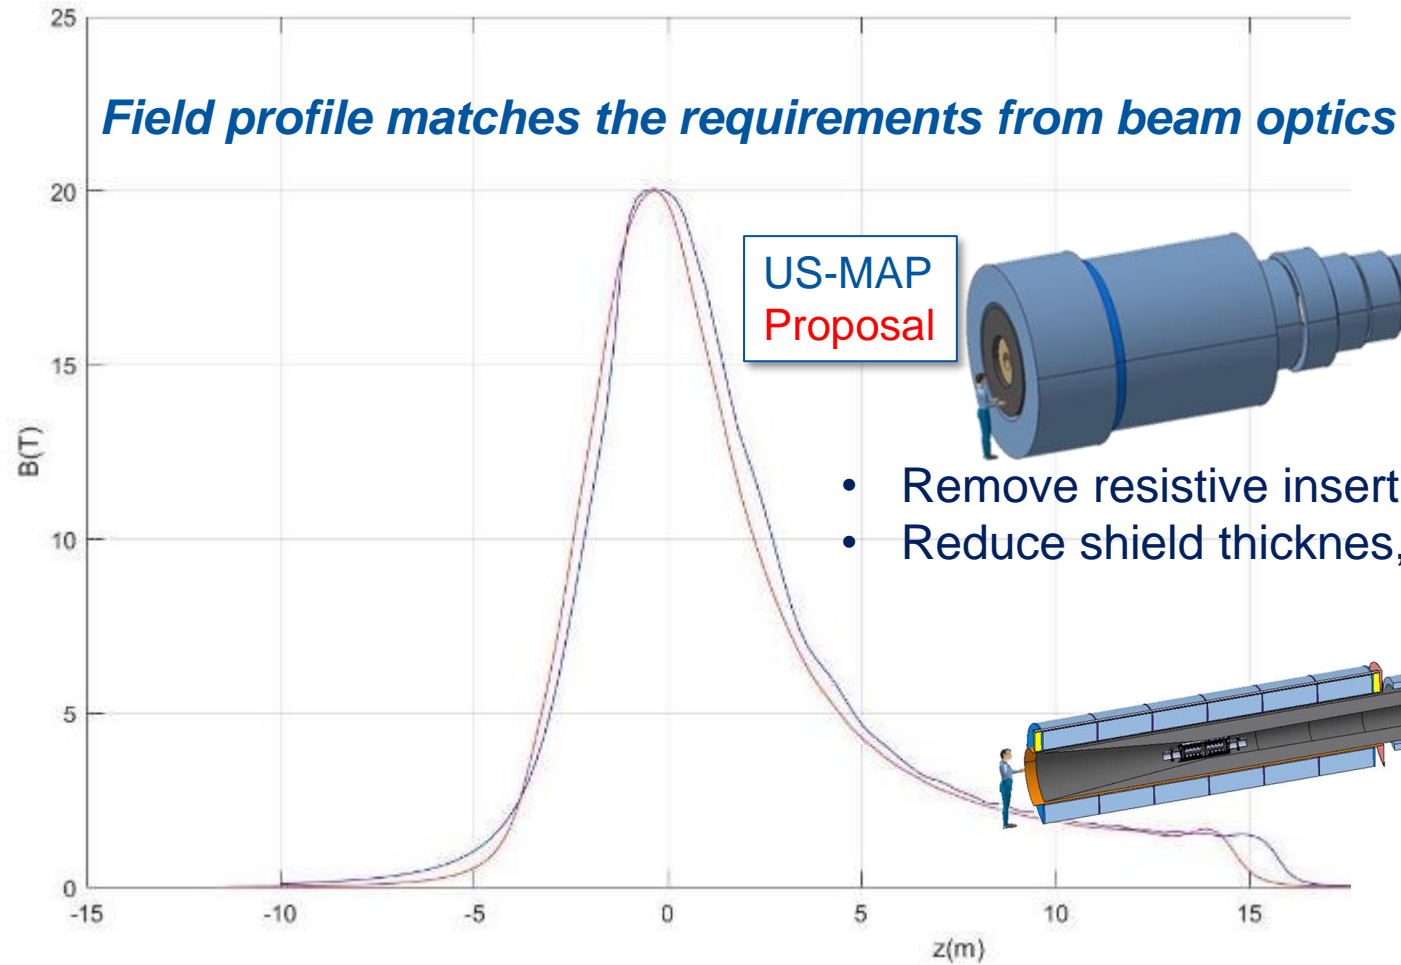 25
Field profile matches the requirements from beam optics
20
US-MAP
Proposal
15
B(T)
• Remove resistive insert
• Reduce shield thicknes,
10
5
0
-15 -10 -5 0 5 10 15
z(m)